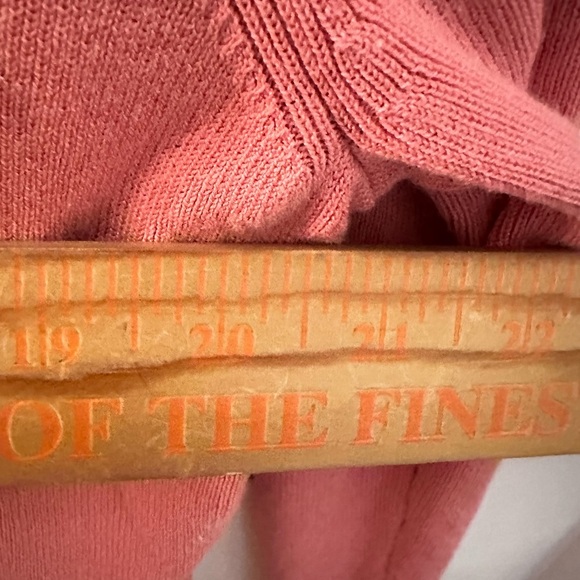 19 20 21 22
OF THE FINES